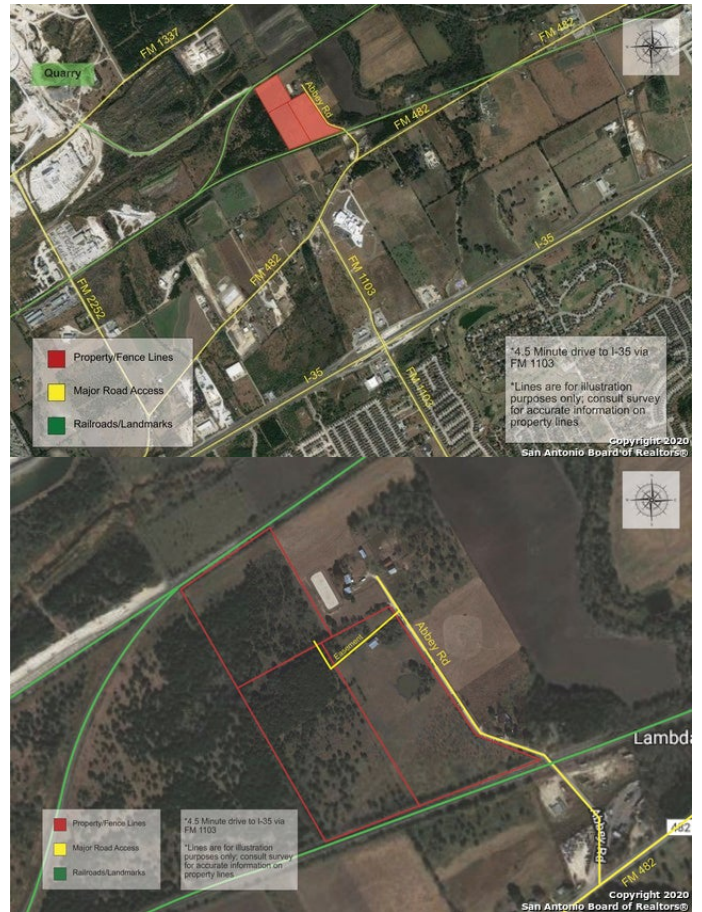 FM 1337
FM 482
Quarry
Abbey Rd
FM 482
I-35
FM 482
FM 2252
FM 1103
Property/Fence Lines
Major Road Access
Railroads/Landmarks
I-35
FM 1103
*4.5 Minute drive to I-35 via
FM 1103
*Lines are for illustration
purposes only; consult survey
for accurate information on
property lines
Copyright 2020
San Antonio Board of Realtors®
Easement
Abbey Rd
Lambda
Abbey Rd
482
FM 482
Property/Fence Lines
Major Road Access
Railroads/Landmarks
*4.5 Minute drive to I-35 via
FM 1103
*Lines are for illustration
purposes only; consult survey
for accurate information on
property lines
Copyright 2020
San Antonio Board of Realtors®